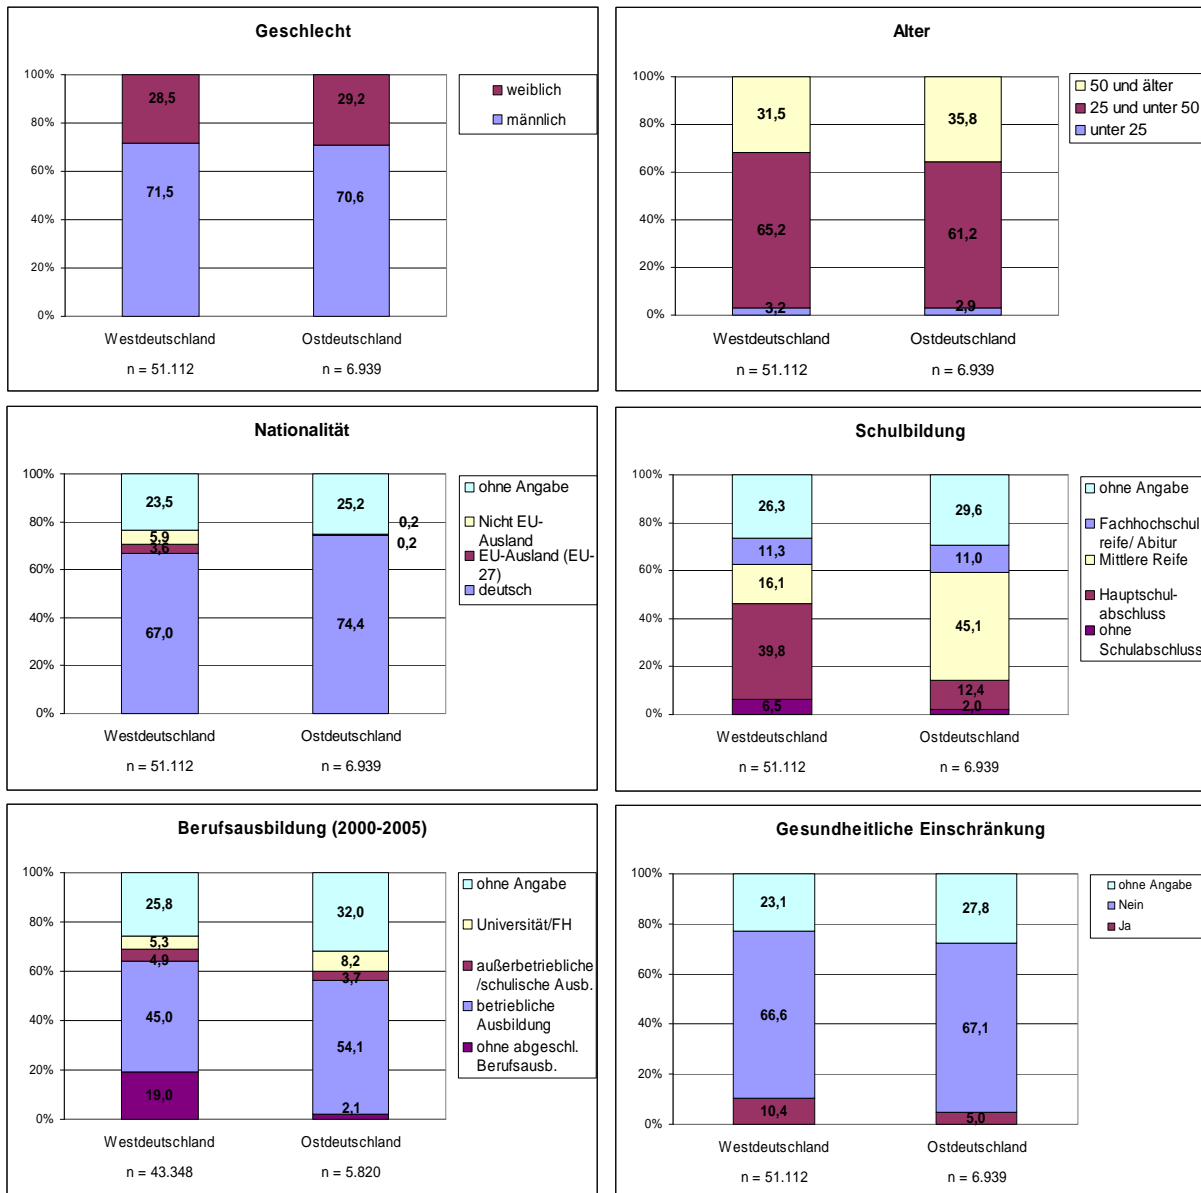 Geschlecht
100%
80%
60%
40%
20%
0%
28,5
29,2
71,5
70,6
weiblich
männlich
Westdeutschland
Ostdeutschland
n = 51.112
n = 6.939
Alter
100%
80%
60%
40%
20%
0%
31,5
35,8
65,2
61,2
3,2
2,9
50 und älter
25 und unter 50
unter 25
Westdeutschland
Ostdeutschland
n = 51.112
n = 6.939
Nationalität
100%
80%
60%
40%
20%
0%
23,5
25,2
5,9
0,2
3,6
0,2
67,0
74,4
ohne Angabe
Nicht EU-
Ausland
EU-Ausland (EU-
27)
deutsch
Westdeutschland
Ostdeutschland
n = 51.112
n = 6.939
Schulbildung
100%
80%
60%
40%
20%
0%
26,3
29,6
11,3
11,0
16,1
45,1
39,8
12,4
6,5
2,0
ohne Angabe
Fachhochschul
reife/ Abitur
Mittlere Reife
Hauptschul-
abschluss
ohne
Schulabschluss
Westdeutschland
Ostdeutschland
n = 51.112
n = 6.939
Berufsausbildung (2000-2005)
100%
80%
60%
40%
20%
0%
25,8
32,0
5,3
8,2
4,9
3,7
45,0
54,1
19,0
2,1
ohne Angabe
Universität/FH
außerbetriebliche
/schulische Ausb.
betriebliche
Ausbildung
ohne abgeschl.
Berufsausb.
Westdeutschland
Ostdeutschland
n = 43.348
n = 5.820
Gesundheitliche Einschränkung
100%
80%
60%
40%
20%
0%
23,1
27,8
66,6
67,1
10,4
5,0
ohne Angabe
Nein
Ja
Westdeutschland
Ostdeutschland
n = 51.112
n = 6.939